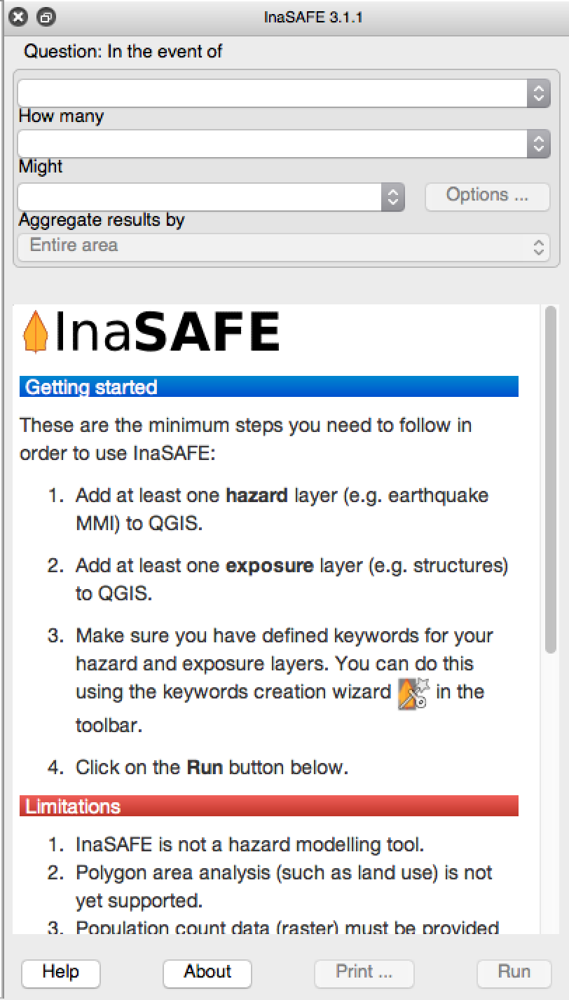 InaSAFE 3.1.1
Question: In the event of
How many
Might
Options ...
Aggregate results by
Entire area
InaSAFE
Getting started
These are the minimum steps you need to follow in
order to use InaSAFE:
1. Add at least one hazard layer (e.g. earthquake
MMI) to QGIS.
2. Add at least one exposure layer (e.g. structures)
to QGIS.
3. Make sure you have defined keywords for your
hazard and exposure layers. You can do this
using the keywords creation wizard in the
toolbar.
4. Click on the Run button below.
Limitations
1. InaSAFE is not a hazard modelling tool.
2. Polygon area analysis (such as land use) is not
yet supported.
3. Population count data (raster) must be provided
Help About Print ... Run